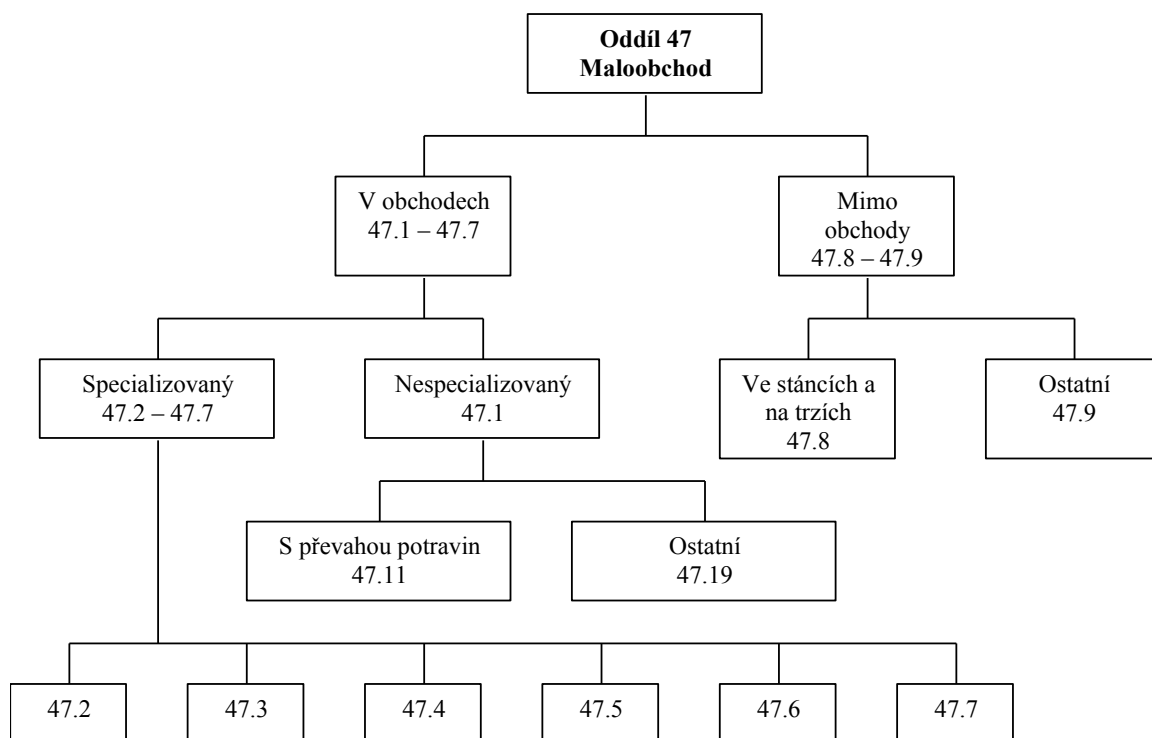 Oddíl 47
Maloobchod
V obchodech
47.1 – 47.7
Mimo
obchody
47.8 – 47.9
Specializovaný
47.2 – 47.7
Nespecializovaný
47.1
Ve stáncích a
na trzích
47.8
Ostatní
47.9
S převahou potravin
47.11
Ostatní
47.19
47.2
47.3
47.4
47.5
47.6
47.7